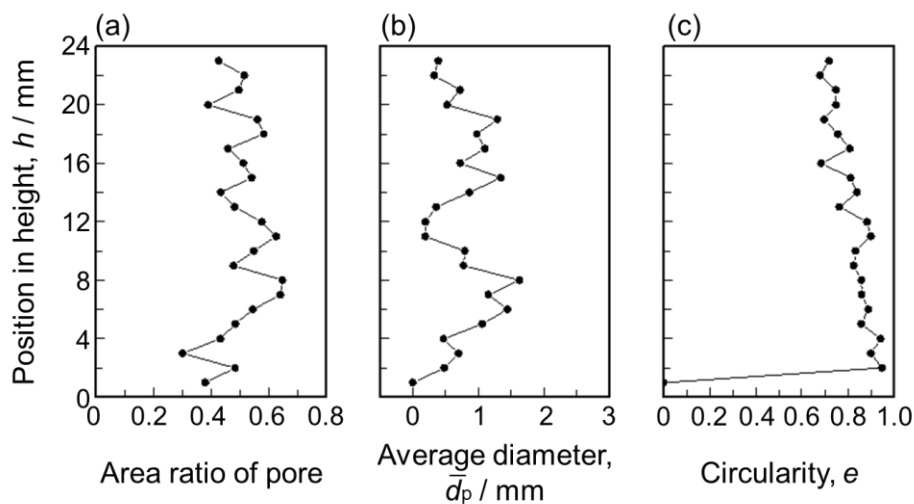 (a)
(b)
(c)
Position in height, h / mm
24
20
16
12
8
4
0
0 0.2 0.4 0.6 0.8
0 1 2 3
0 0.2 0.4 0.6 0.8 1.0
Area ratio of pore
Average diameter,
d̅p / mm
Circularity, e